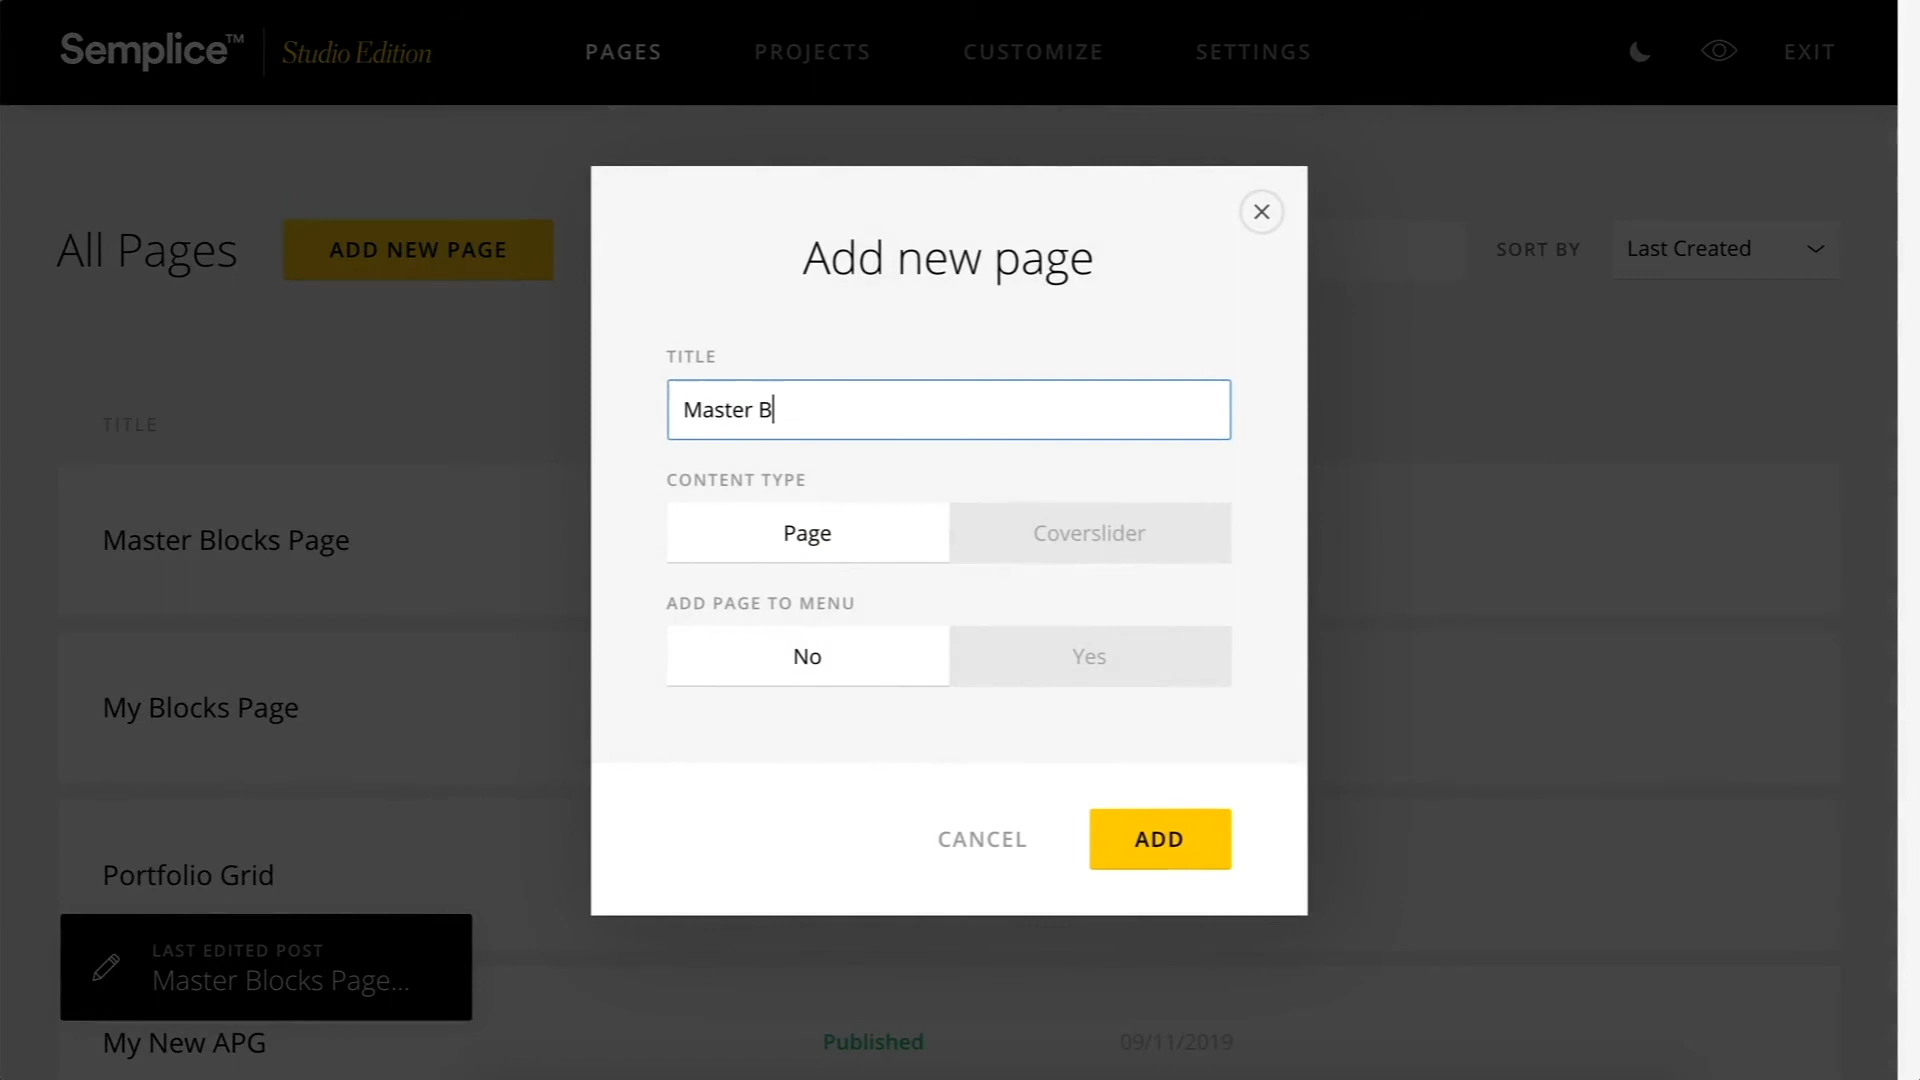 Semplice™ Studio Edition PAGES PROJECTS CUSTOMIZE SETTINGS EXIT
All Pages ADD NEW PAGE SORT BY Last Created
TITLE
Master Blocks Page
My Blocks Page
Portfolio Grid
LAST EDITED POST
Master Blocks Page...
My New APG Published 09/11/2019
Add new page
TITLE
Master B
CONTENT TYPE
Page Coverslider
ADD PAGE TO MENU
No Yes
CANCEL ADD